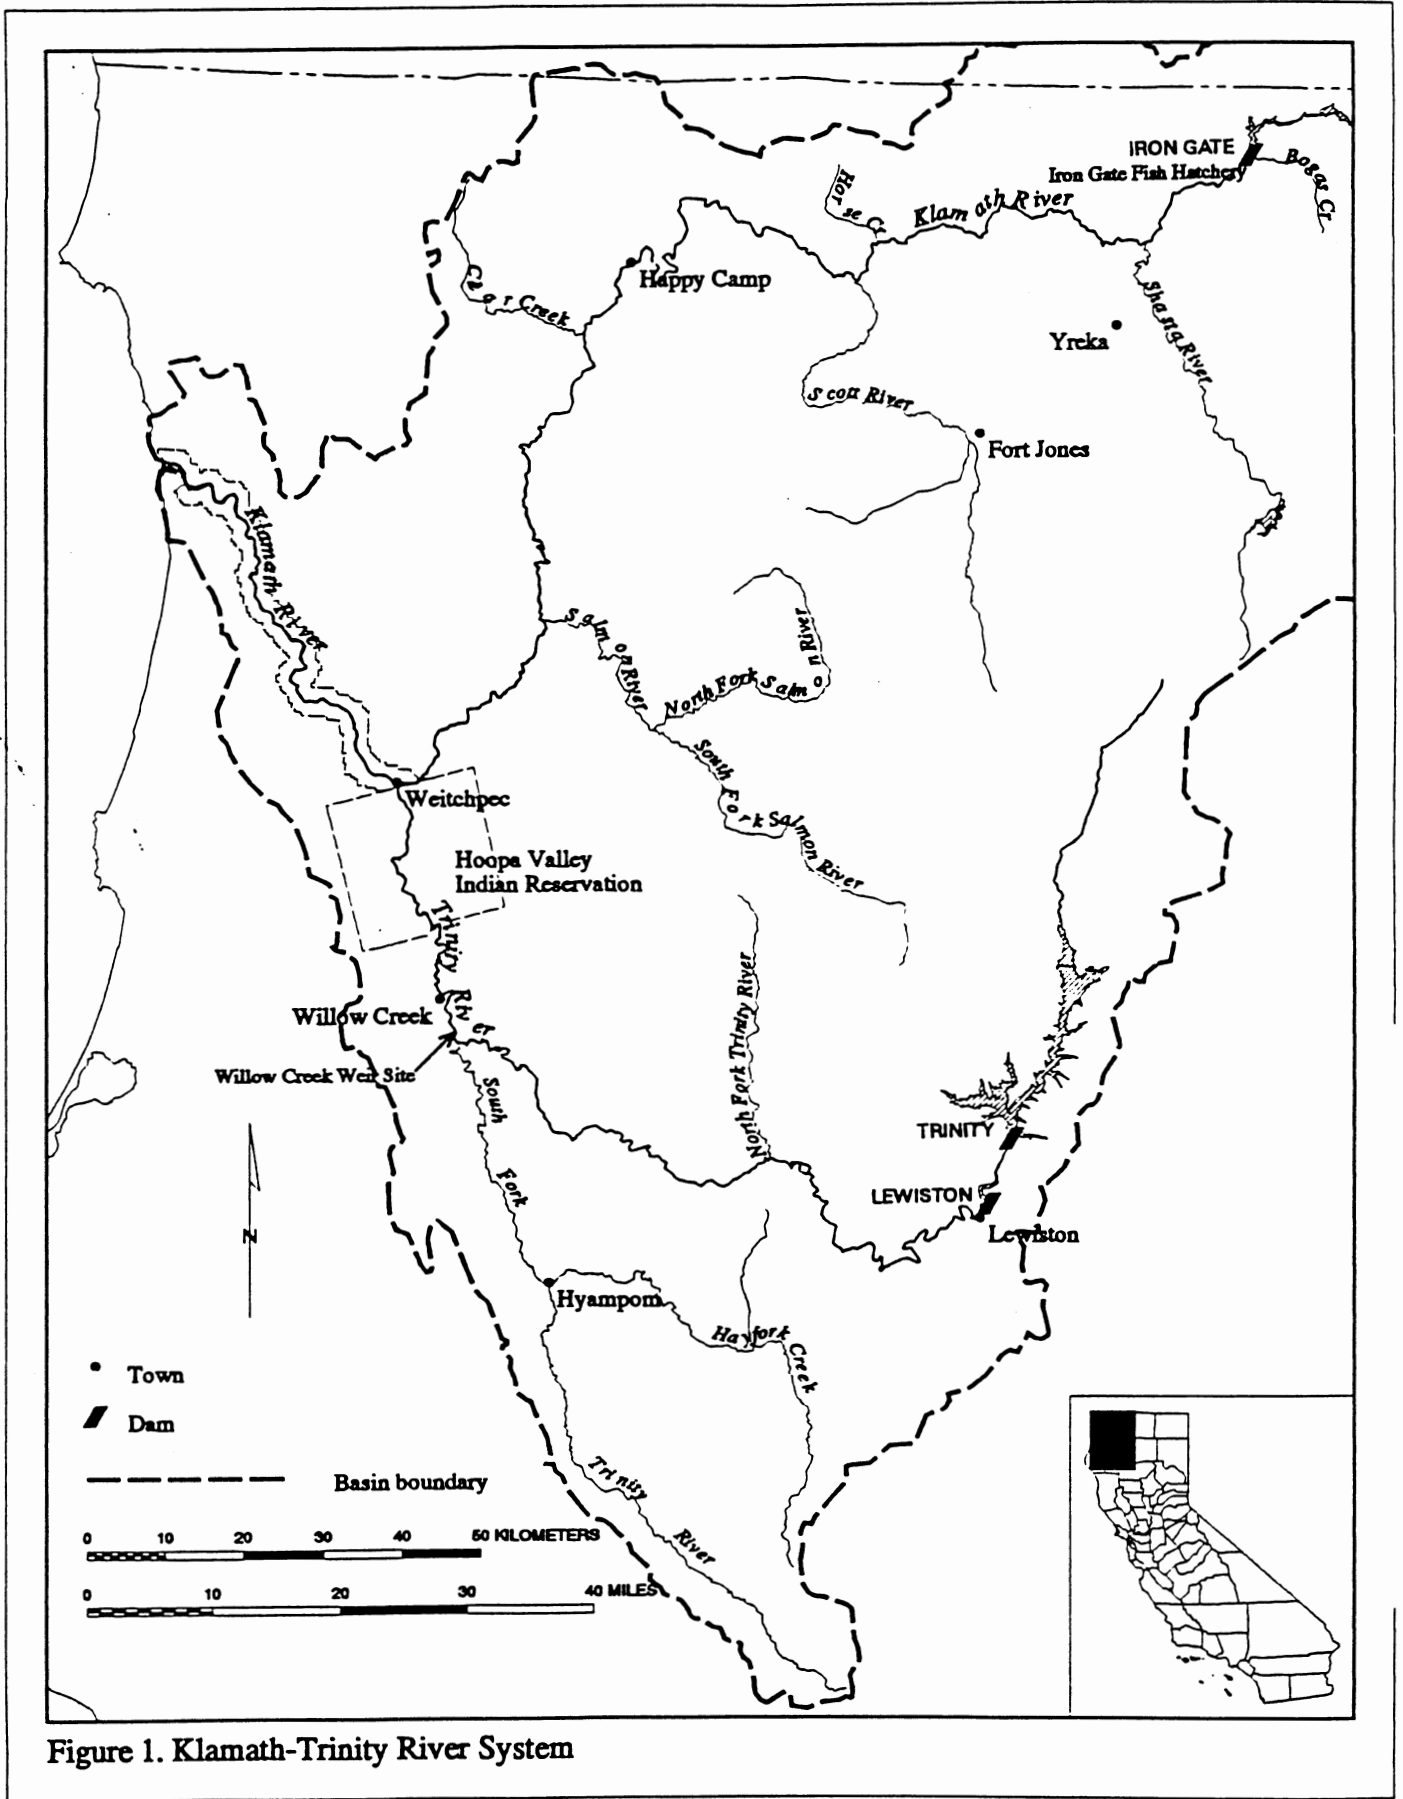 IRON GATE
Iron Gate Fish Hatchery
Bogas Cr.
Horse Cr.
Klamath River
Happy Camp
Clear Creek
Shasta River
Yreka
Scott River
Fort Jones
Klamath River
Salmon River
North Fork Salmon River
South Fork Salmon River
Weitchpec
Hoopa Valley
Indian Reservation
Trinity River
Willow Creek
Willow Creek Weir Site
North Fork Trinity River
TRINITY
LEWISTON
Lewiston
South Fork Trinity River
N
Hyampom
Hayfork Creek
Town
Dam
Basin boundary
0 10 20 30 40 50 KILOMETERS
0 10 20 30 40 MILES
Figure 1. Klamath-Trinity River System